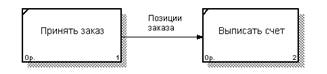 Позиции
заказа
Принять заказ
Выписать счет
0р.
1
0р.
2